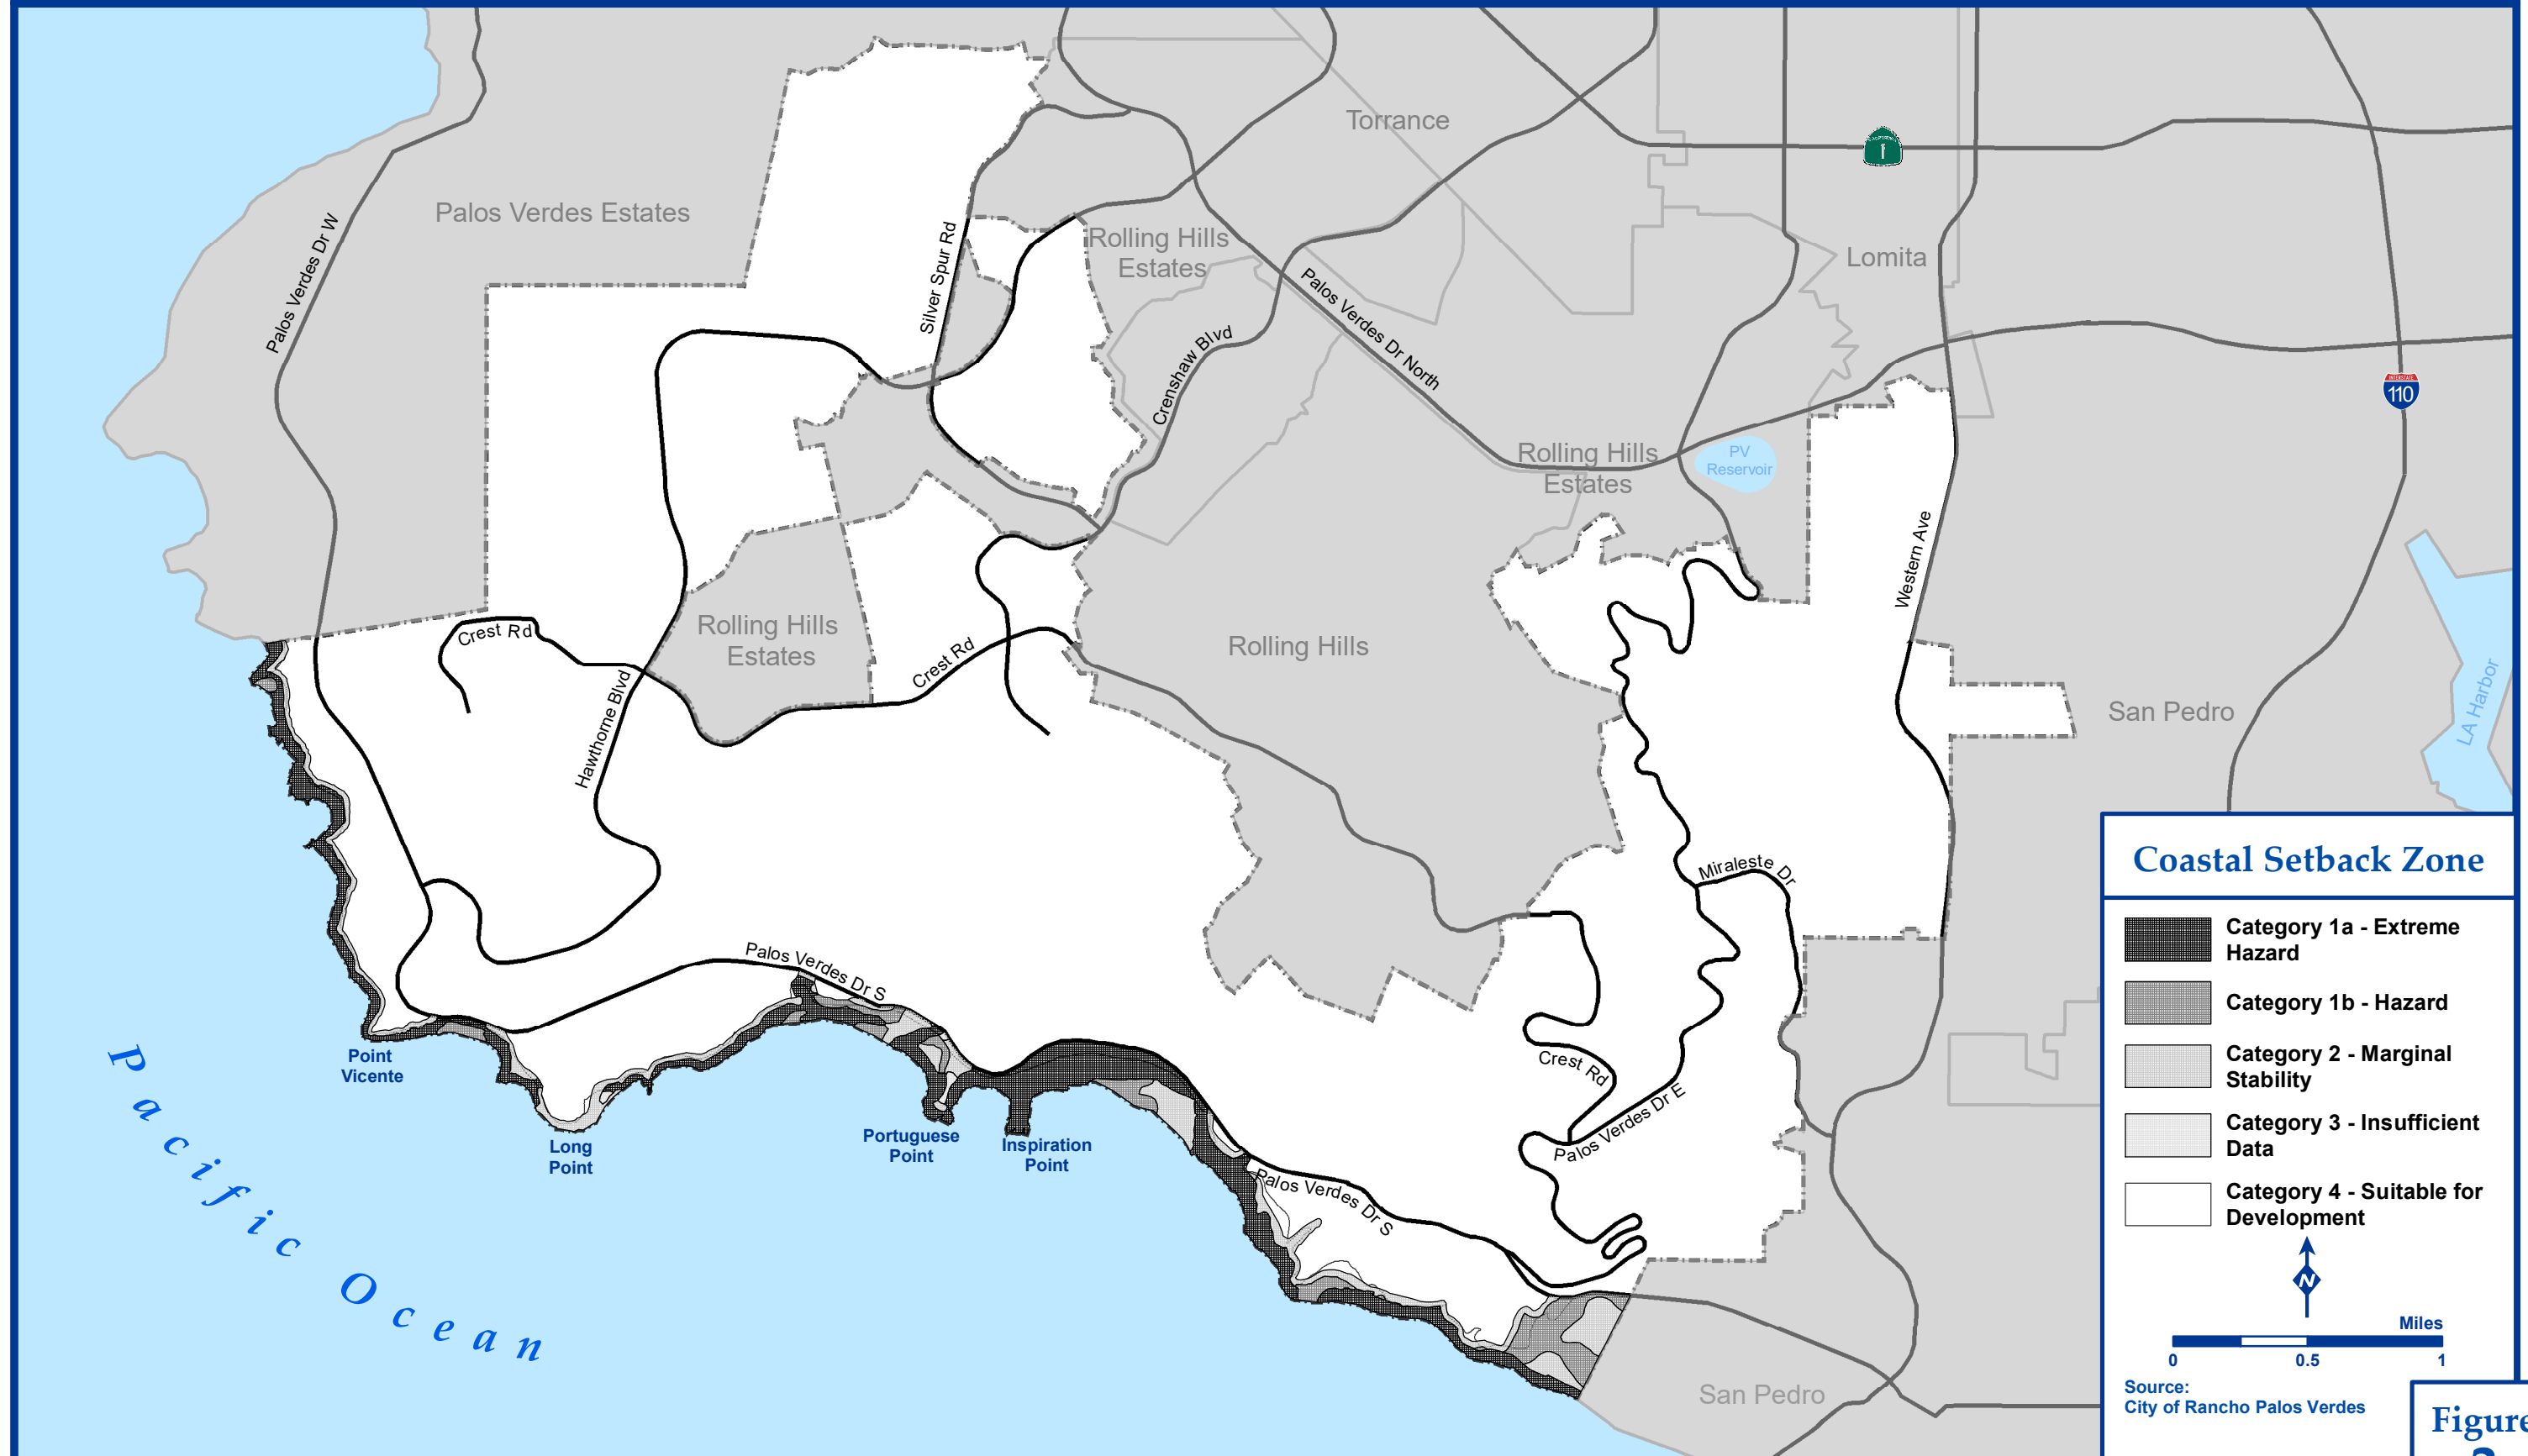 Torrance
1
Palos Verdes Estates
Palos Verdes Dr W
Silver Spur Rd
Rolling Hills
Estates
Lomita
Palos Verdes Dr North
Crenshaw Blvd
INTERSTATE
110
Rolling Hills
Estates
PV
Reservoir
Western Ave
Crest Rd
Rolling Hills
Estates
Crest Rd
Rolling Hills
Hawthorne Blvd
San Pedro
LA Harbor
Miraleste Dr
Palos Verdes Dr S
Point
Vicente
Long
Point
Portuguese
Point
Inspiration
Point
Crest Rd
Palos Verdes Dr E
Palos Verdes Dr S
Pacific Ocean
San Pedro
Coastal Setback Zone
Category 1a - Extreme
Hazard
Category 1b - Hazard
Category 2 - Marginal
Stability
Category 3 - Insufficient
Data
Category 4 - Suitable for
Development
N
Miles
0 0.5 1
Source:
City of Rancho Palos Verdes
Figure